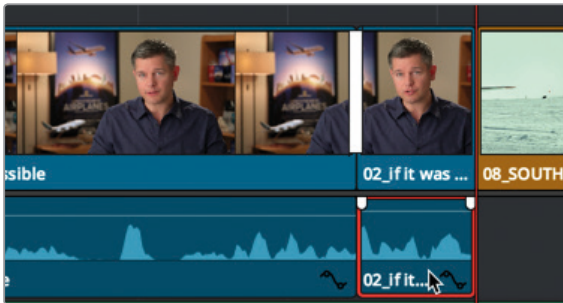 AIRPLANES
ssible
02_if it was ...
08_SOUTH
e
02_if it...